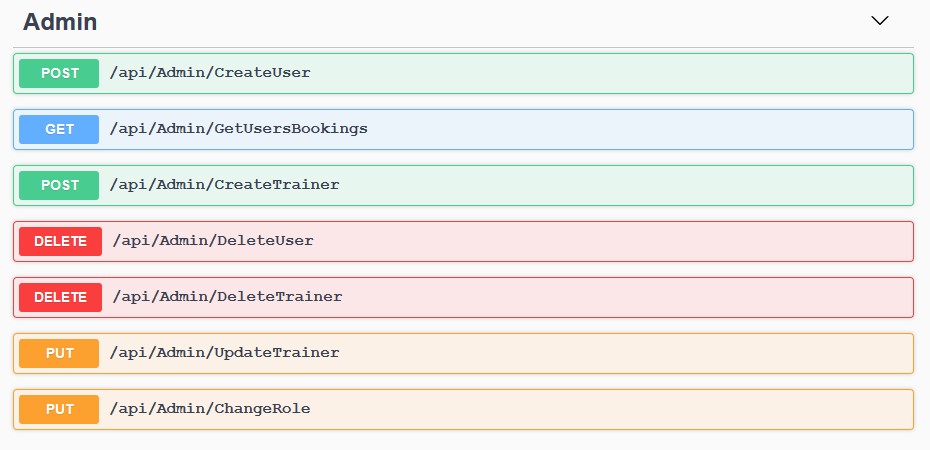 Admin
POST /api/Admin/CreateUser
GET /api/Admin/GetUsersBookings
POST /api/Admin/CreateTrainer
DELETE /api/Admin/DeleteUser
DELETE /api/Admin/DeleteTrainer
PUT /api/Admin/UpdateTrainer
PUT /api/Admin/ChangeRole